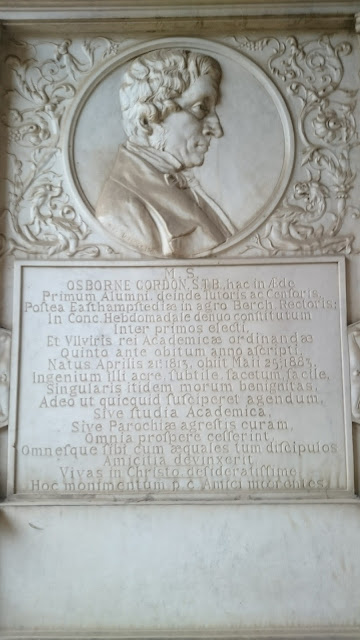 M S
OSBORNE GORDON, S.T.B, hac in Æde
Primum Alumni, deinde tutoris ac Censoris,
Postea Easthampstediæ in agro Berch. Rectoris;
In Conc. Hebdomadale denuo constitutum
Inter primos electi.
Et Vilviris rei Academicæ ordinandæ
Quinto ante obitum anno ascripti.
Natus Aprilis 21° 1813, obiit Maii 25° 1883.
Ingenium illi acre, subtile, facetum, facile,
Singularis itidem morum benignitas.
Adeo ut quicquid susciperet agendum,
Sive studia Academica,
Sive Parochiæ agrestis curam,
Omnia prospere cesserint,
Omnesque sibi cum æquales tum discipulos
Amicitia devinxerit.
Vivas in Christo desideratissime
Hoc monimentum p. c. Amici mærentes.